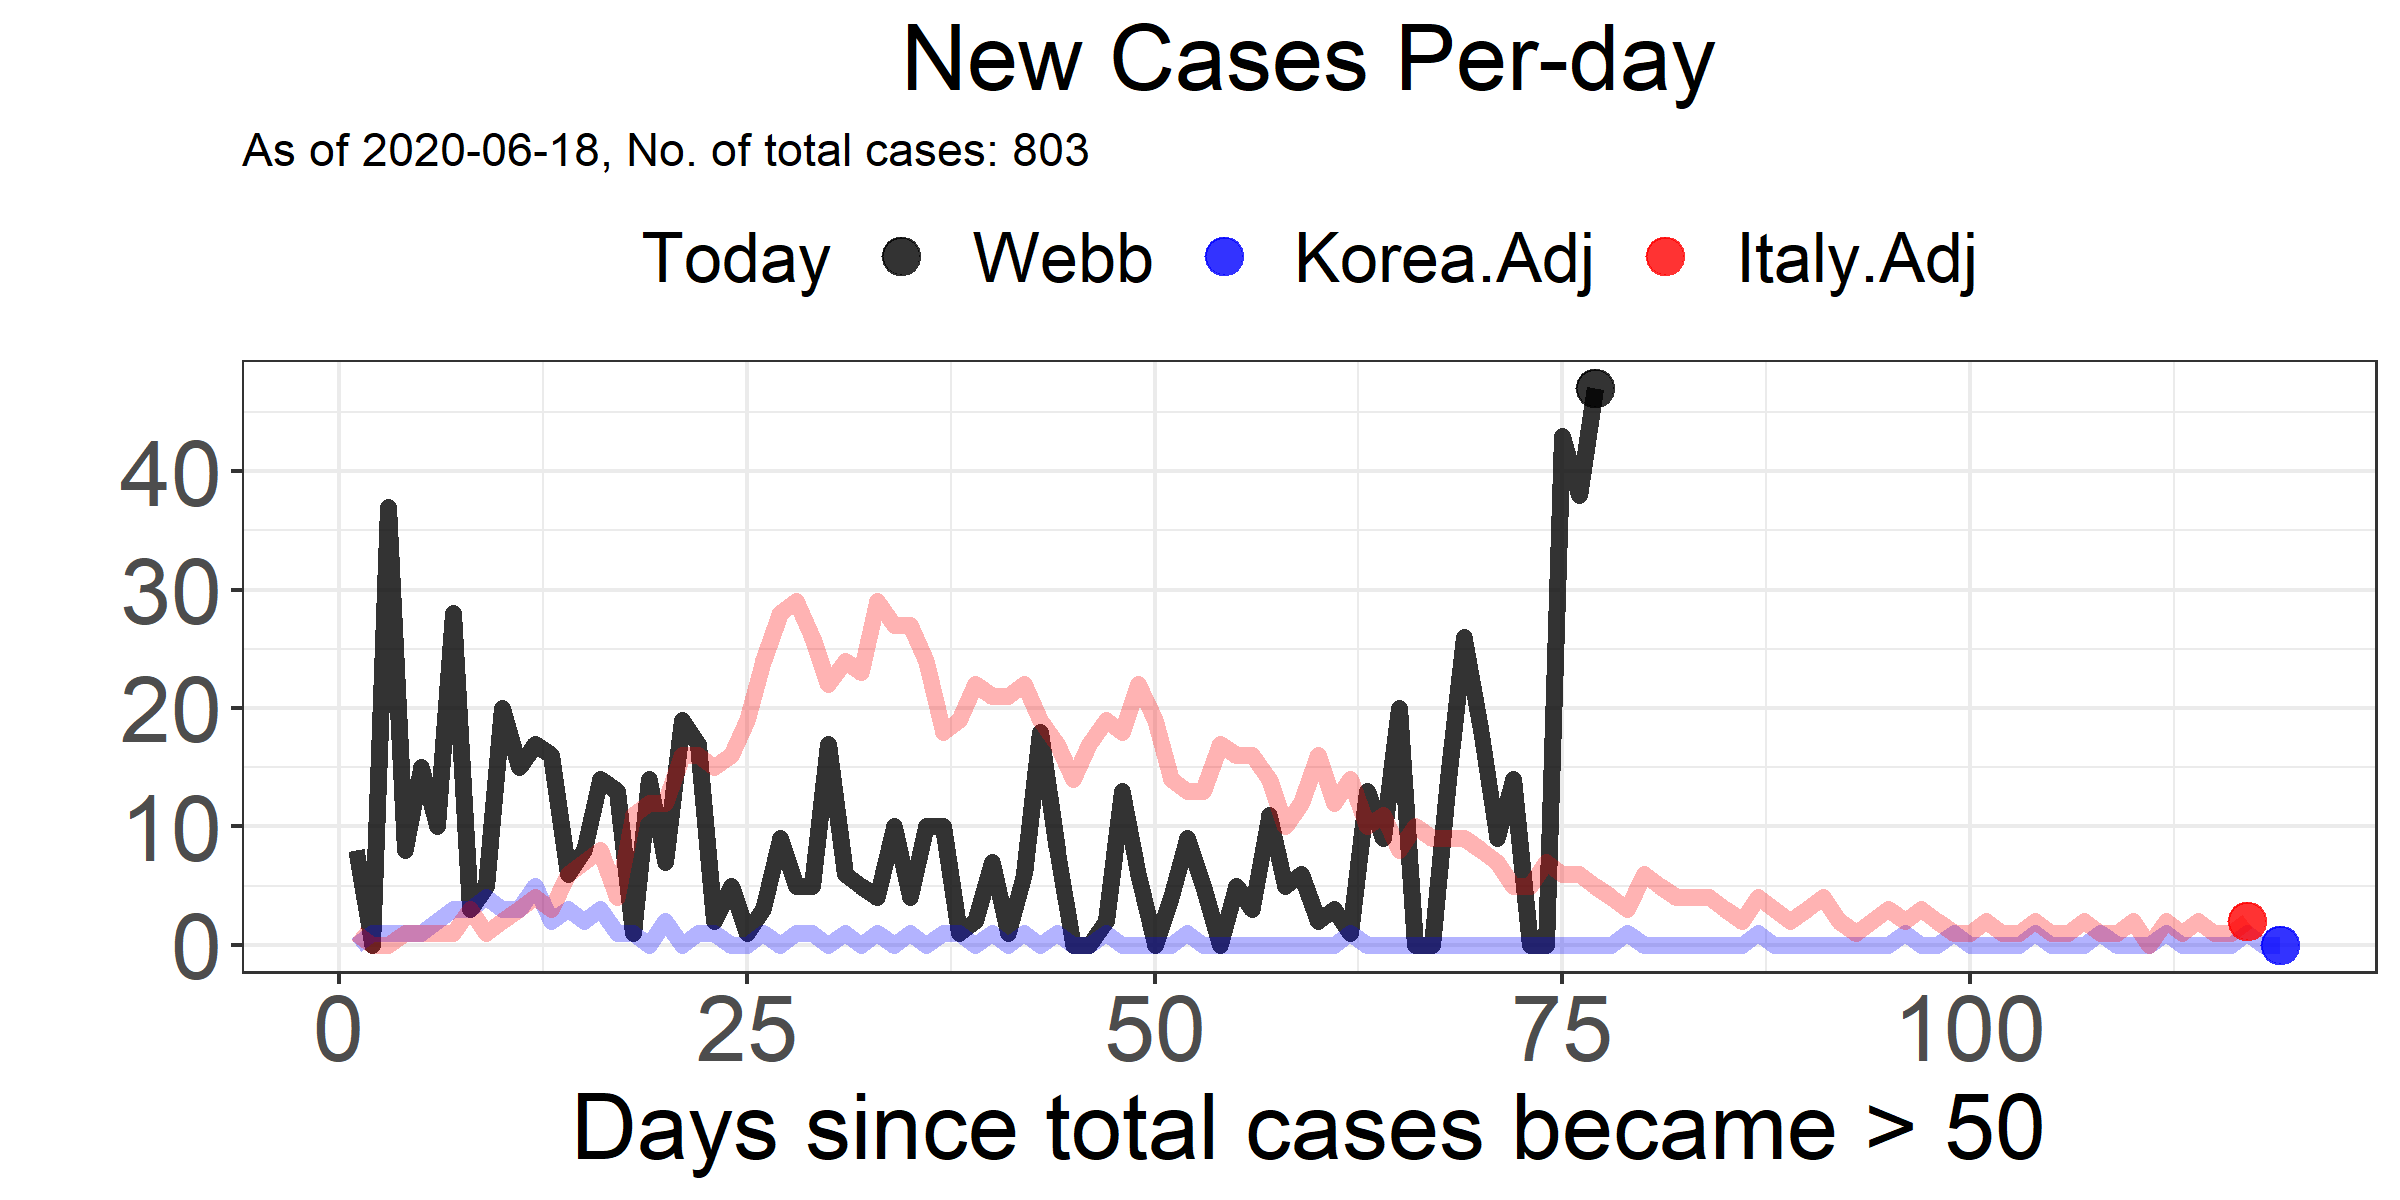 New Cases Per-day
As of 2020-06-18, No. of total cases: 803
Today Webb Korea.Adj Italy.Adj
40
30
20
10
0
0 25 50 75 100
Days since total cases became > 50